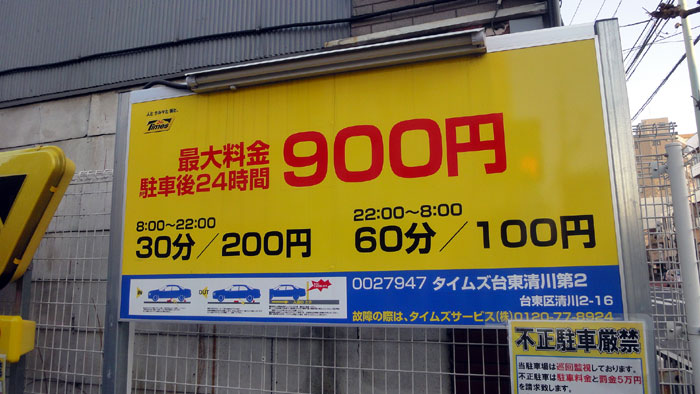 Times
最大料金
駐車後24時間
900円
8:00～22:00
30分／200円
22:00～8:00
60分／100円
IN
OUT
0027947 タイムズ台東清川第2
台東区清川2-16
故障の際は、タイムズサービス(株)0120-77-8924
不正駐車厳禁
当駐車場は巡回監視しております。
不正駐車は駐車料金と罰金5万円
を請求致します。